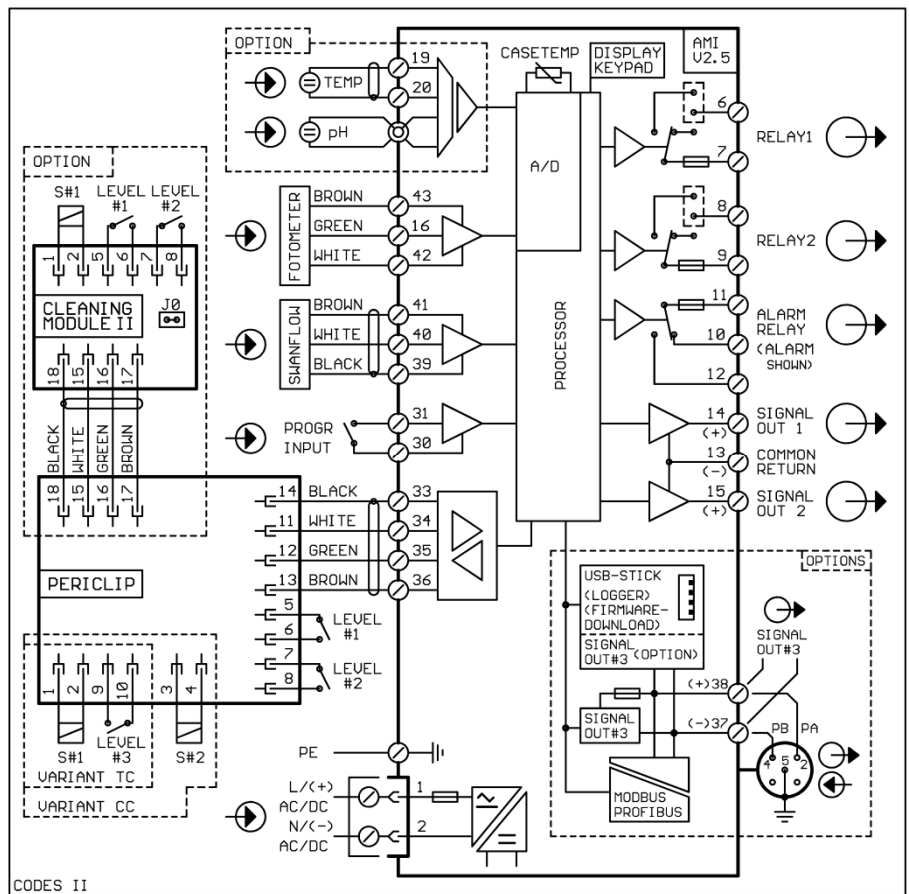 OPTION
TEMP
19
20
pH
CASETEMP
DISPLAY
KEYPAD
AMI
V2.5
A/D
PROCESSOR
6
RELAY1
7
8
RELAY2
9
11
ALARM
RELAY
(ALARM
SHOWN)
10
12
14
(+)
SIGNAL
OUT 1
13
(-)
COMMON
RETURN
15
(+)
SIGNAL
OUT 2
FOTOMETER
BROWN
43
GREEN
16
WHITE
42
SWANFLOW
BROWN
41
WHITE
40
BLACK
39
PROGR
INPUT
31
30
OPTION
S#1
LEVEL
#1
LEVEL
#2
1
2
5
6
7
8
CLEANING
MODULE II
J0
18
15
16
17
BLACK
WHITE
GREEN
BROWN
18
15
16
17
PERICLIP
14
BLACK
33
11
WHITE
34
12
GREEN
35
13
BROWN
36
5
6
LEVEL
#1
7
8
LEVEL
#2
1
2
9
10
3
4
S#1
LEVEL
#3
S#2
VARIANT TC
VARIANT CC
PE
L/(+)
AC/DC
1
N/(-)
AC/DC
2
OPTIONS
USB-STICK
(LOGGER)
(FIRMWARE-
DOWNLOAD)
SIGNAL
OUT#3 (OPTION)
SIGNAL
OUT#3
SIGNAL
OUT#3
(+)38
(-)37
PB
PA
4
5
2
MODBUS
PROFIBUS
CODES II